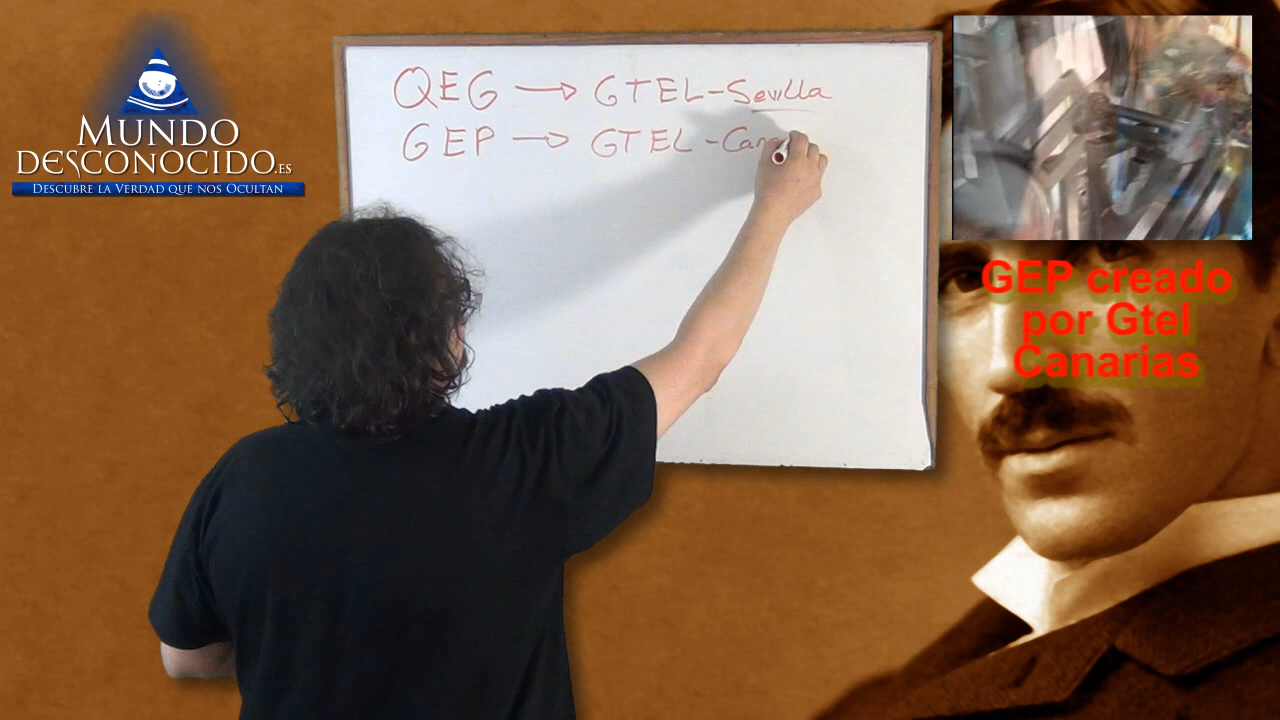 MUNDO
DESCONOCIDO.ES
DESCUBRE LA VERDAD QUE NOS OCULTAN
QEG → GTEL-Sevilla
GEP → GTEL-Can
GEP creado
por Gtel
Canarias